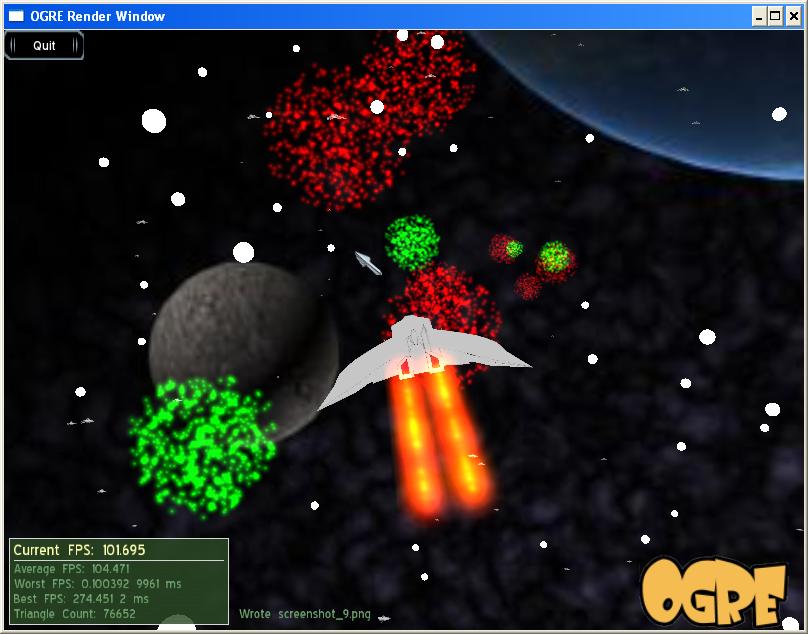 OGRE Render Window
Quit
Current FPS: 101.695
Average FPS: 104.471
Worst FPS: 0.100392 9961 ms
Best FPS: 274.451 2 ms
Triangle Count: 76652
Wrote screenshot_9.png
OGRE